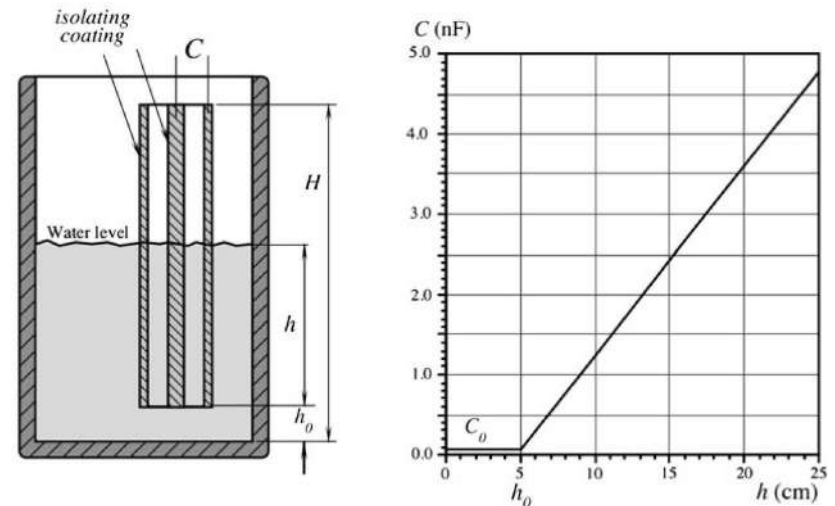 isolating
coating
C
H
Water level
h
h₀
C (nF)
5.0
4.0
3.0
2.0
1.0
0.0
C₀
0
5
10
15
20
25
h₀
h (cm)